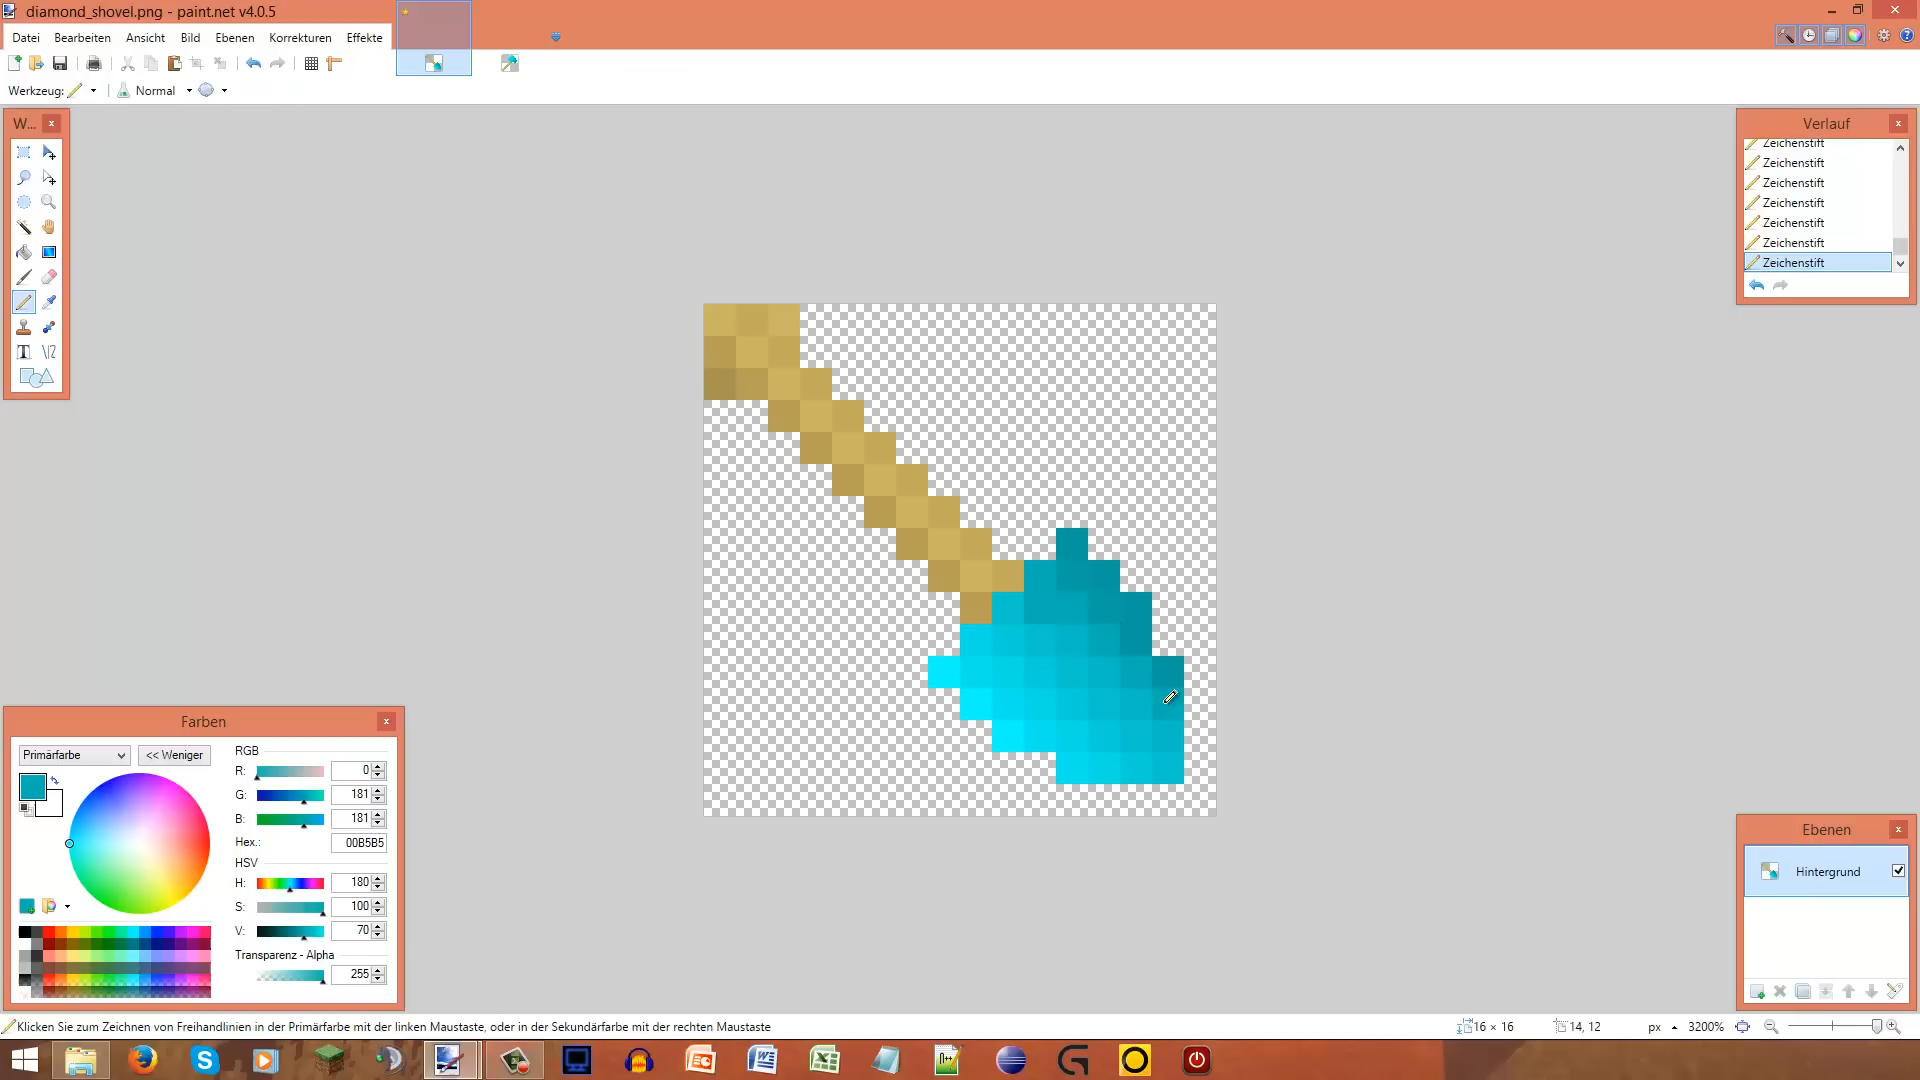 diamond_shovel.png - paint.net v4.0.5
Datei Bearbeiten Ansicht Bild Ebenen Korrekturen Effekte
Werkzeug: Normal
W...
Verlauf
Zeichenstift
Zeichenstift
Zeichenstift
Zeichenstift
Zeichenstift
Zeichenstift
Zeichenstift
Farben
Primärfarbe << Weniger
RGB
R: 0
G: 181
B: 181
Hex.: 00B5B5
HSV
H: 180
S: 100
V: 70
Transparenz - Alpha
255
Ebenen
Hintergrund
Klicken Sie zum Zeichnen von Freihandlinien in der Primärfarbe mit der linken Maustaste, oder in der Sekundärfarbe mit der rechten Maustaste
16 × 16 14, 12 px 3200%